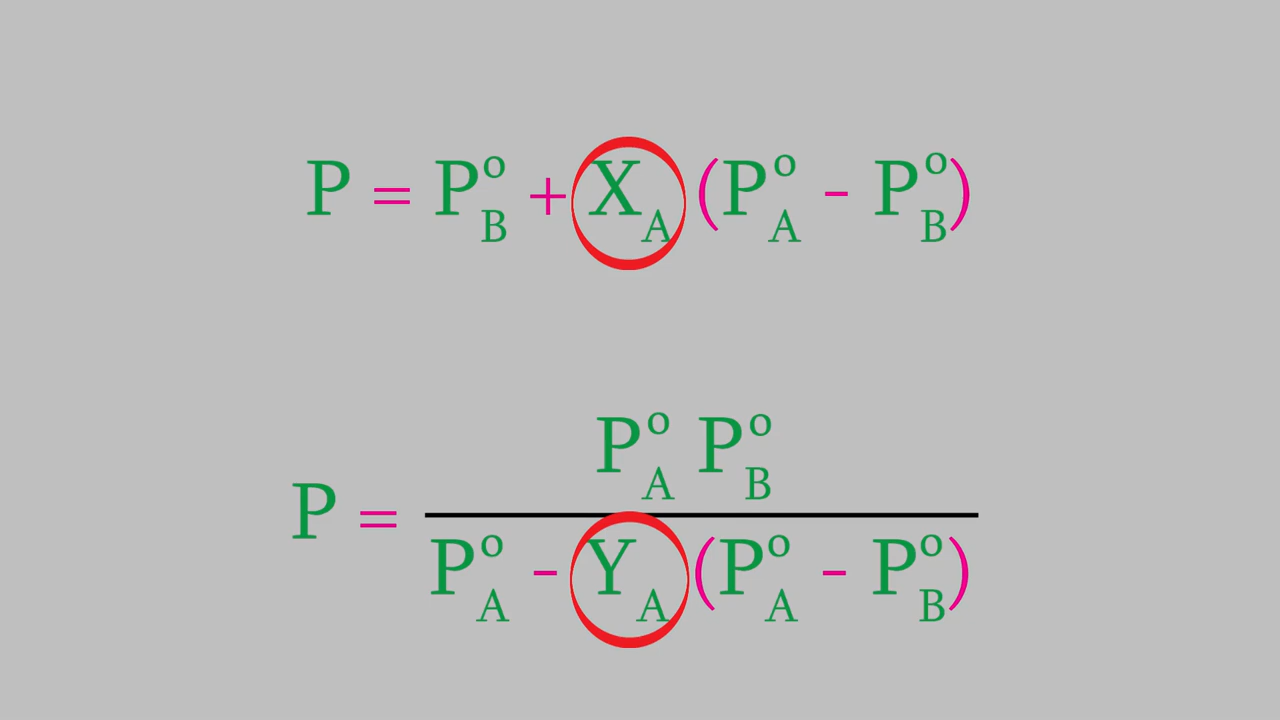 P = P°B + XA (P°A - P°B)
P°A P°B
P =
P°A - YA (P°A - P°B)